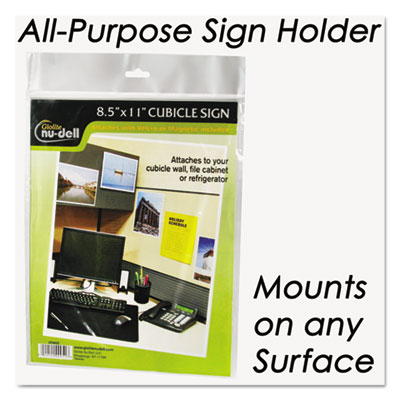 All-Purpose Sign Holder
8.5"x11" CUBICLE SIGN
Glolite
nu-dell
Attaches to your
cubicle wall, file cabinet
or refrigerator
HOLIDAY
SCHEDULE
Mounts
on any
Surface